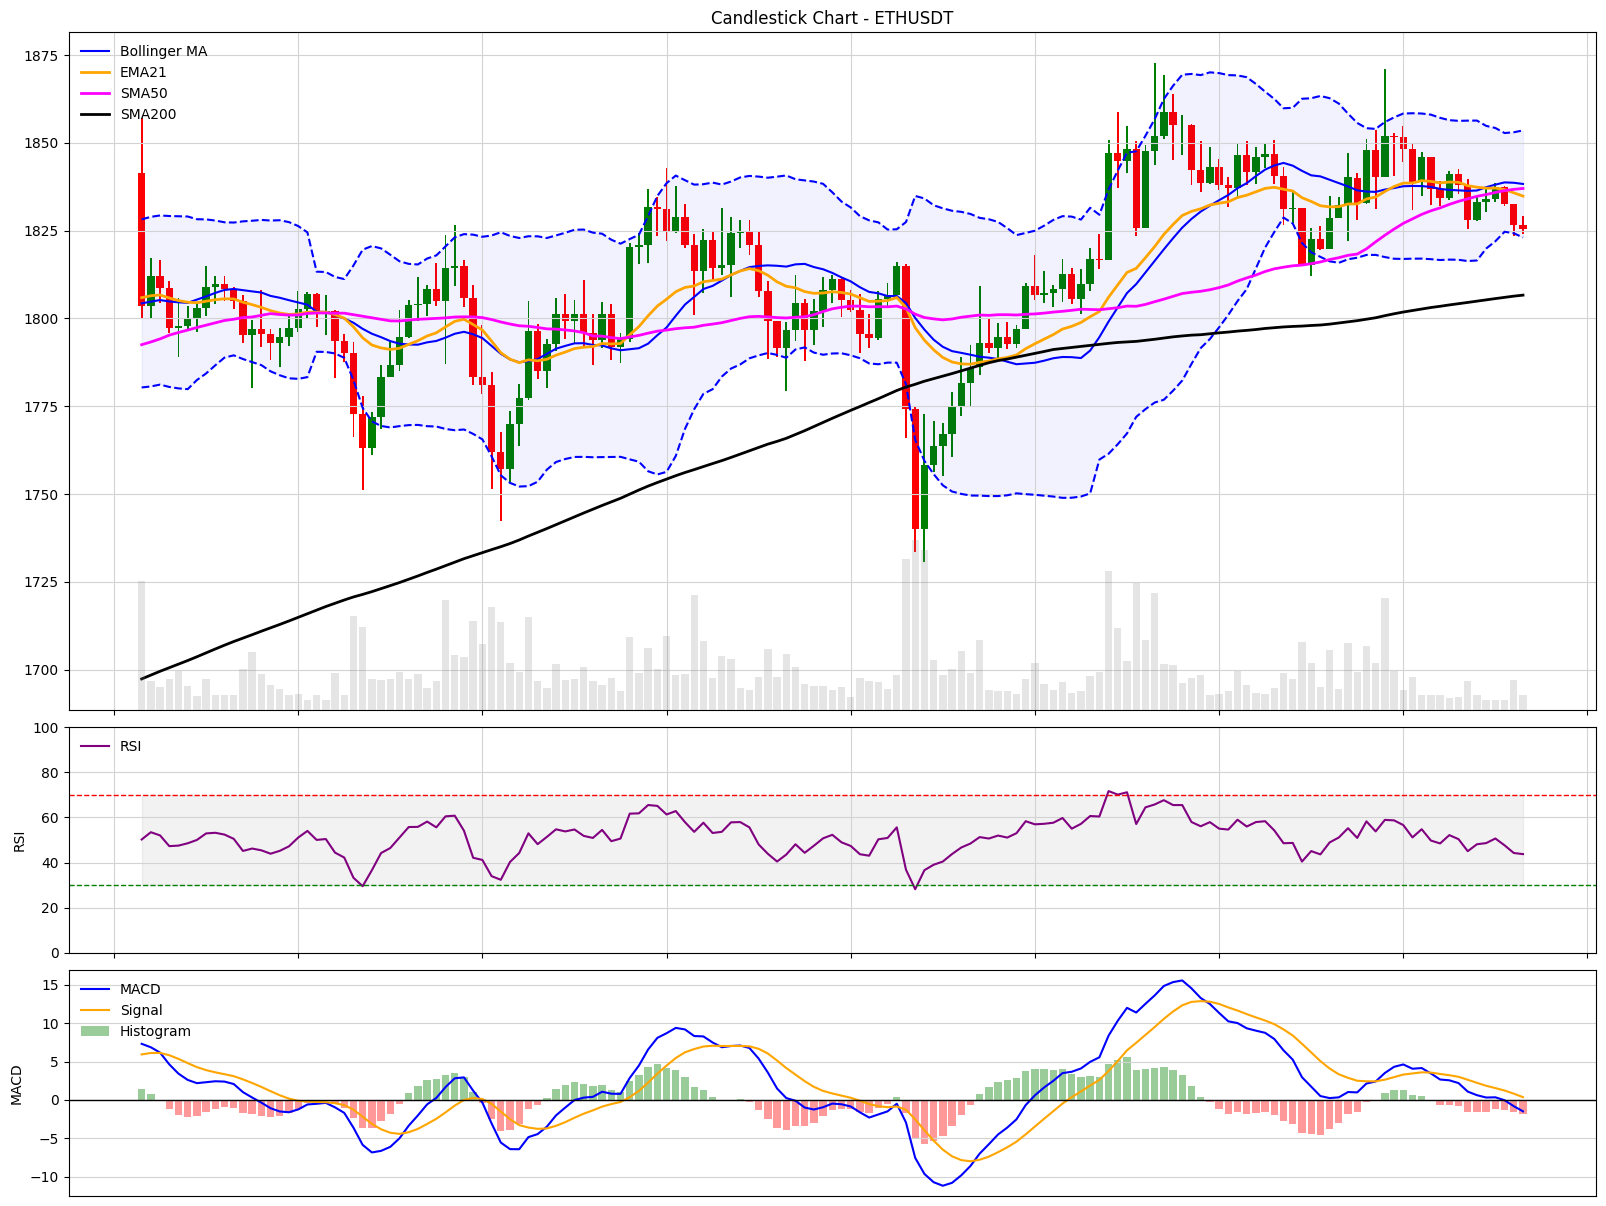 Candlestick Chart - ETHUSDT
Bollinger MA
EMA21
SMA50
SMA200
1875
1850
1825
1800
1775
1750
1725
1700
RSI
100
80
60
40
20
0
RSI
MACD
Signal
Histogram
15
10
5
0
−5
−10
MACD